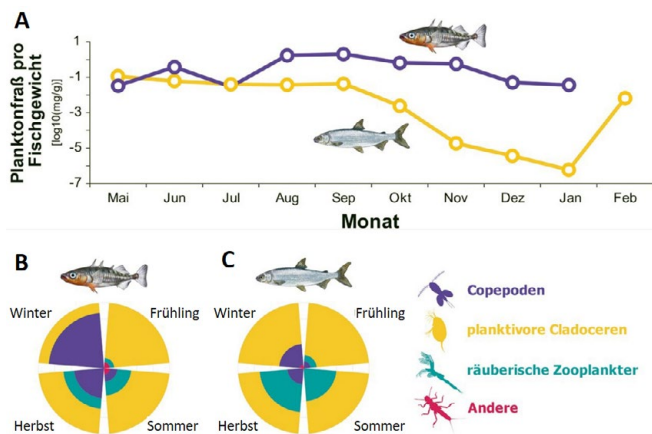 A
Planktonfraß pro
Fischgewicht
[log10(mg/g)]
1
-1
-3
-5
-7
Mai Jun Jul Aug Sep Okt Nov Dez Jan Feb
Monat
B
C
Winter Frühling
Herbst Sommer
Winter Frühling
Herbst Sommer
Copepoden
planktivore Cladoceren
räuberische Zooplankter
Andere